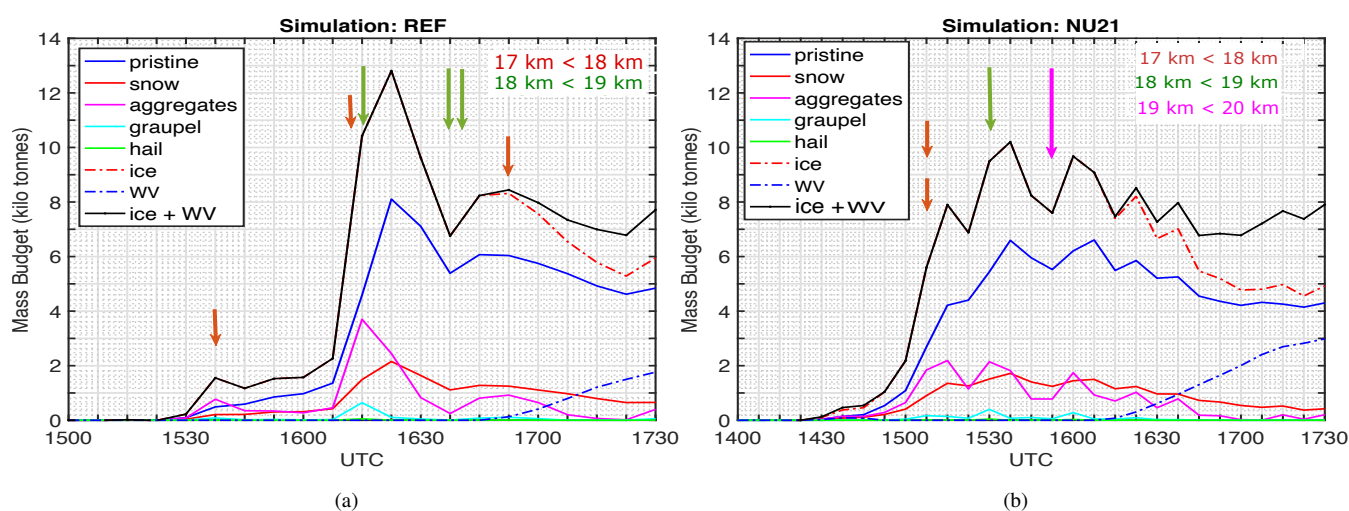 Simulation: REF
14
12
10
8
6
4
2
0
Mass Budget (kilo tonnes)
pristine
snow
aggregates
graupel
hail
ice
WV
ice + WV
17 km < 18 km
18 km < 19 km
1500
1530
1600
1630
1700
1730
UTC
(a)
Simulation: NU21
14
12
10
8
6
4
2
0
Mass Budget (kilo tonnes)
pristine
snow
aggregates
graupel
hail
ice
WV
ice + WV
17 km < 18 km
18 km < 19 km
19 km < 20 km
1400
1430
1500
1530
1600
1630
1700
1730
UTC
(b)